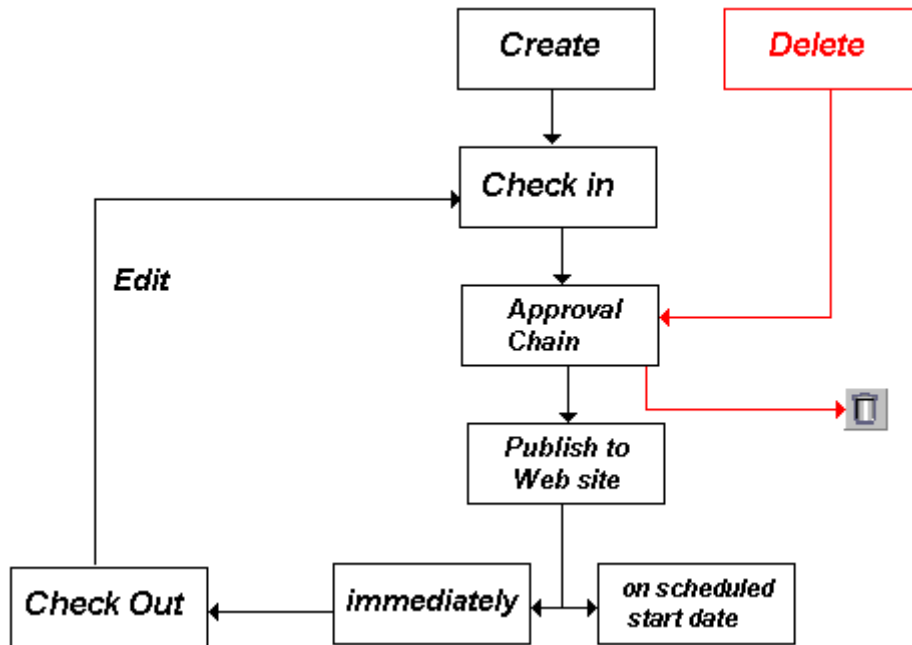 Create
Delete
Check in
Edit
Approval
Chain
Publish to
Web site
Check Out
immediately
on scheduled
start date